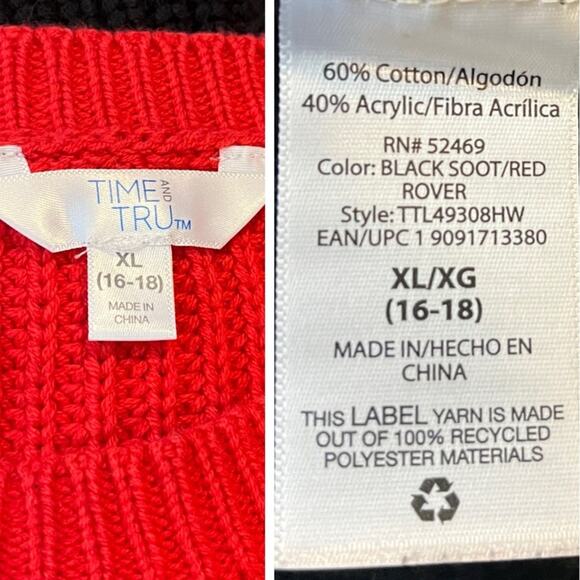 TIME AND
TRU™
XL
(16-18)
MADE IN
CHINA
60% Cotton/Algodón
40% Acrylic/Fibra Acrílica
RN# 52469
Color: BLACK SOOT/RED
ROVER
Style: TTL49308HW
EAN/UPC 1 9091713380
XL/XG
(16-18)
MADE IN/HECHO EN
CHINA
THIS LABEL YARN IS MADE
OUT OF 100% RECYCLED
POLYESTER MATERIALS